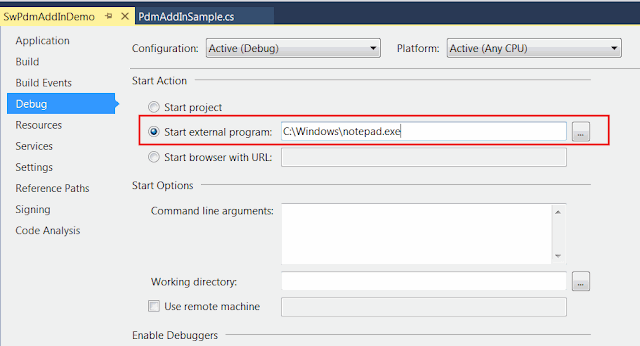 SwPdmAddInDemo PdmAddInSample.cs
Application
Build
Build Events
Debug
Resources
Services
Settings
Reference Paths
Signing
Code Analysis
Configuration: Active (Debug) Platform: Active (Any CPU)
Start Action
Start project
Start external program: C:\Windows\notepad.exe ...
Start browser with URL:
Start Options
Command line arguments:
Working directory: ...
Use remote machine
Enable Debuggers